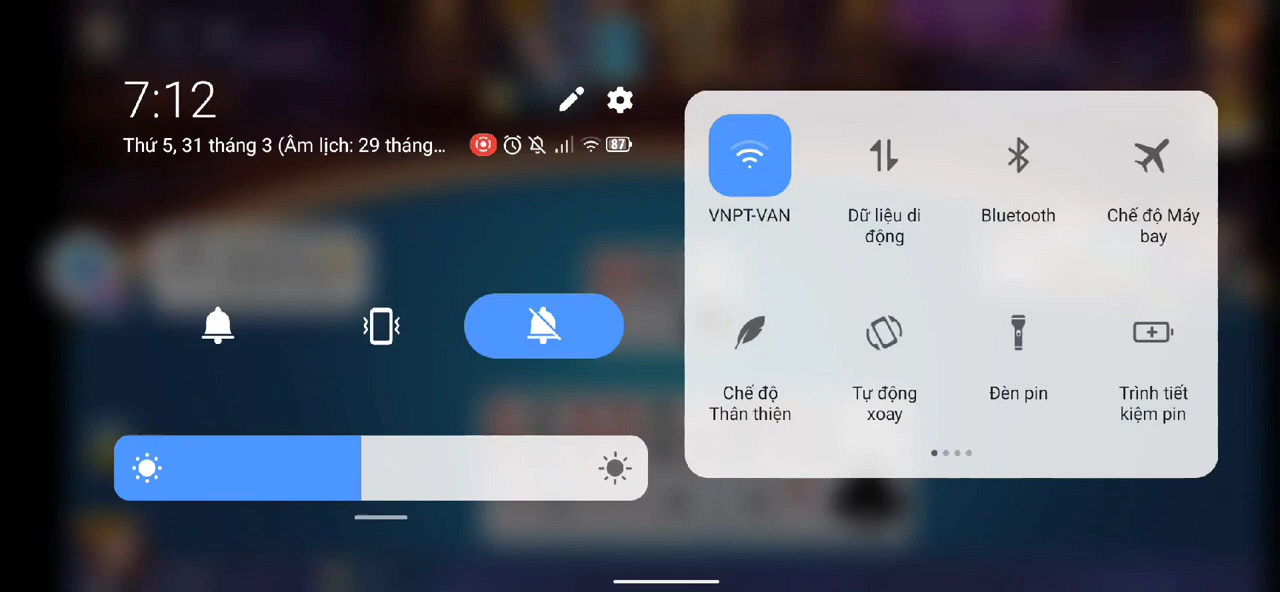 7:12
Thứ 5, 31 tháng 3 (Âm lịch: 29 tháng...
87
VNPT-VAN
Dữ liệu di
động
Bluetooth
Chế độ Máy
bay
Chế độ
Thân thiện
Tự động
xoay
Đèn pin
Trình tiết
kiệm pin